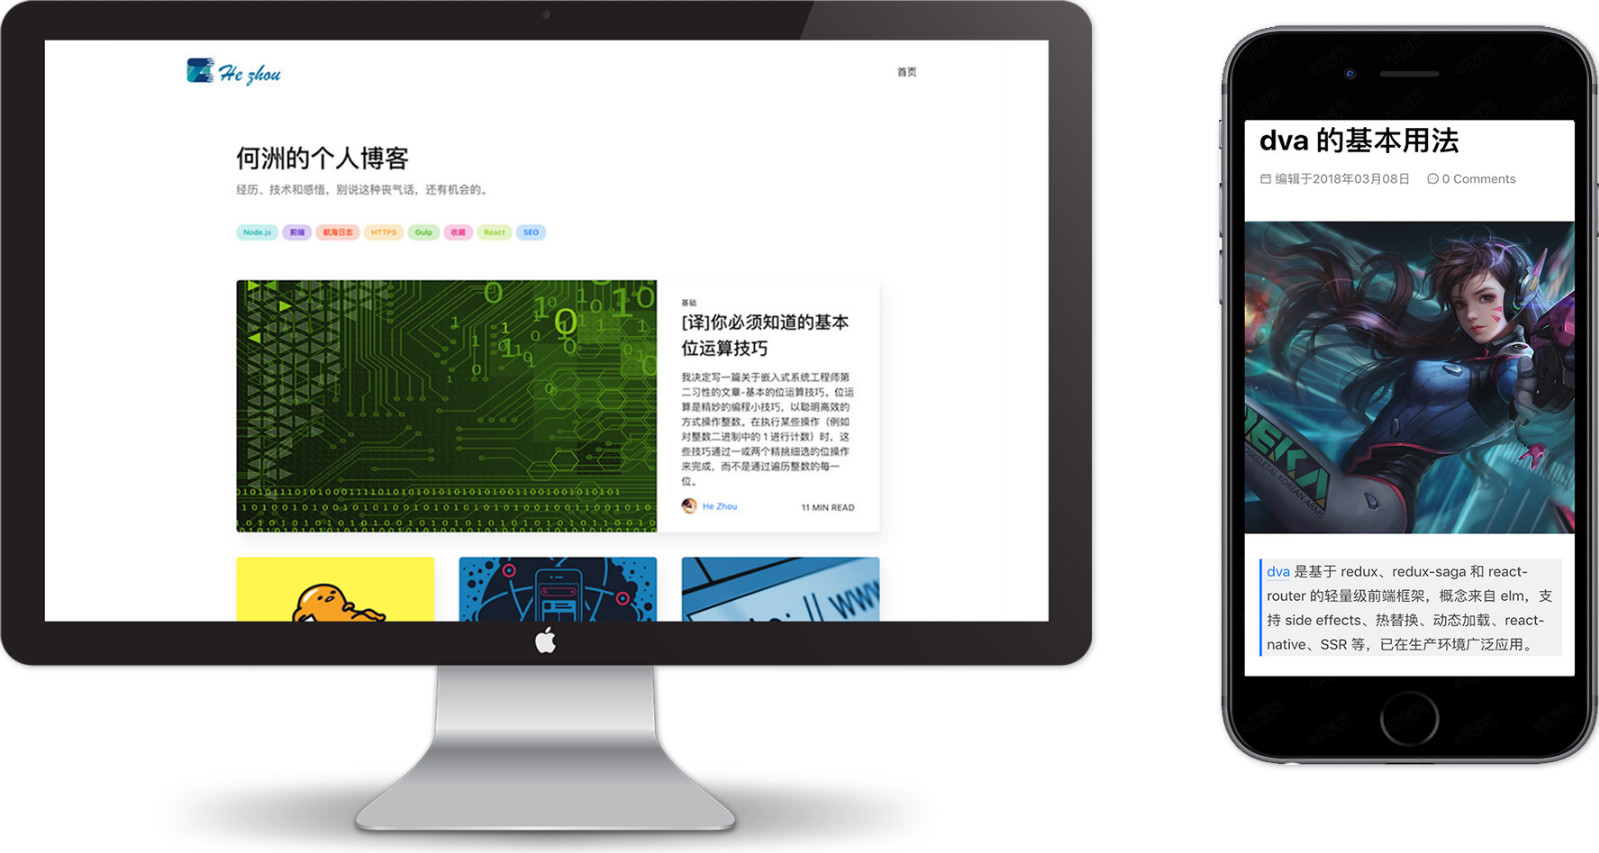 He zhou
首页
何洲的个人博客
经历、技术和感悟，别说这种丧气话，还有机会的。
Node.js 前端 航海日志 HTTPS Gulp 收藏 React SEO
基础
[译]你必须知道的基本
位运算技巧
我决定写一篇关于嵌入式系统工程师第
二习性的文章-基本的位运算技巧。位运
算是精妙的编程小技巧，以聪明高效的
方式操作整数。在执行某些操作（例如
对整数二进制中的 1 进行计数）时，这
些技巧通过一或两个精挑细选的位操作
来完成，而不是通过遍历整数的每一
位。
He Zhou 11 MIN READ
// www
dva 的基本用法
编辑于2018年03月08日 0 Comments
dva 是基于 redux、redux-saga 和 react-
router 的轻量级前端框架，概念来自 elm，支
持 side effects、热替换、动态加载、react-
native、SSR 等，已在生产环境广泛应用。